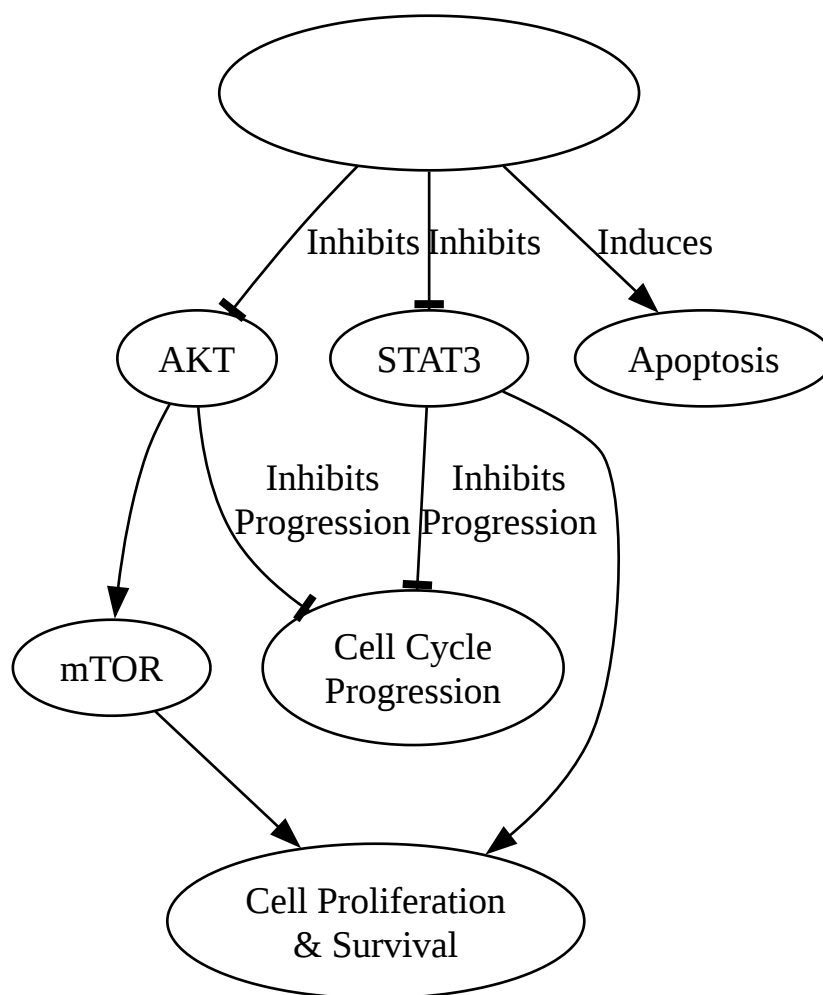 Inhibits
Inhibits
Induces
AKT
STAT3
Apoptosis
Inhibits
Progression
Inhibits
Progression
mTOR
Cell Cycle
Progression
Cell Proliferation
& Survival